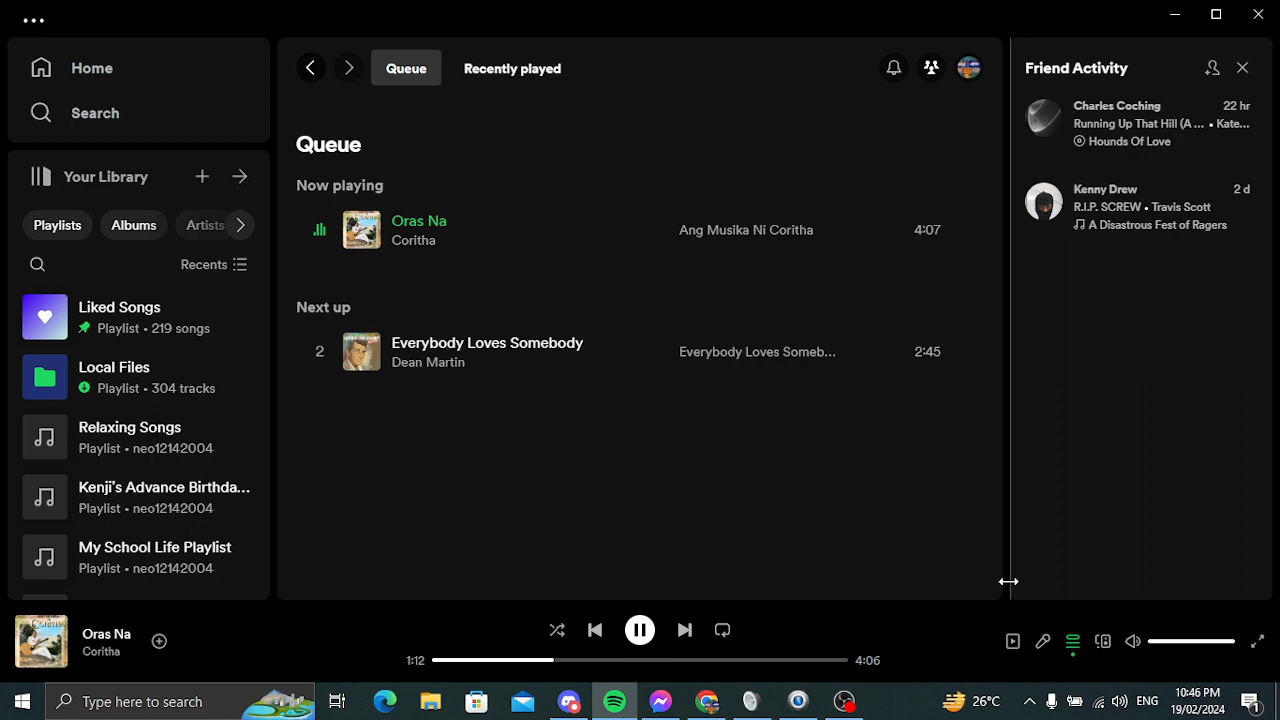 Home
Search
Your Library
Playlists
Albums
Artists
Recents
Liked Songs
Playlist • 219 songs
Local Files
Playlist • 304 tracks
Relaxing Songs
Playlist • neo12142004
Kenji's Advance Birthda...
Playlist • neo12142004
My School Life Playlist
Playlist • neo12142004
Queue
Recently played
Queue
Now playing
Oras Na
Coritha
Ang Musika Ni Coritha
4:07
Next up
2
Everybody Loves Somebody
Dean Martin
Everybody Loves Someb...
2:45
Friend Activity
Charles Coching
22 hr
Running Up That Hill (A ... • Kate...
Hounds Of Love
Kenny Drew
2 d
R.I.P. SCREW • Travis Scott
A Disastrous Fest of Ragers
Oras Na
Coritha
1:12
4:06
Type here to search
26°C
ENG
10:46 PM
19/02/2024
1